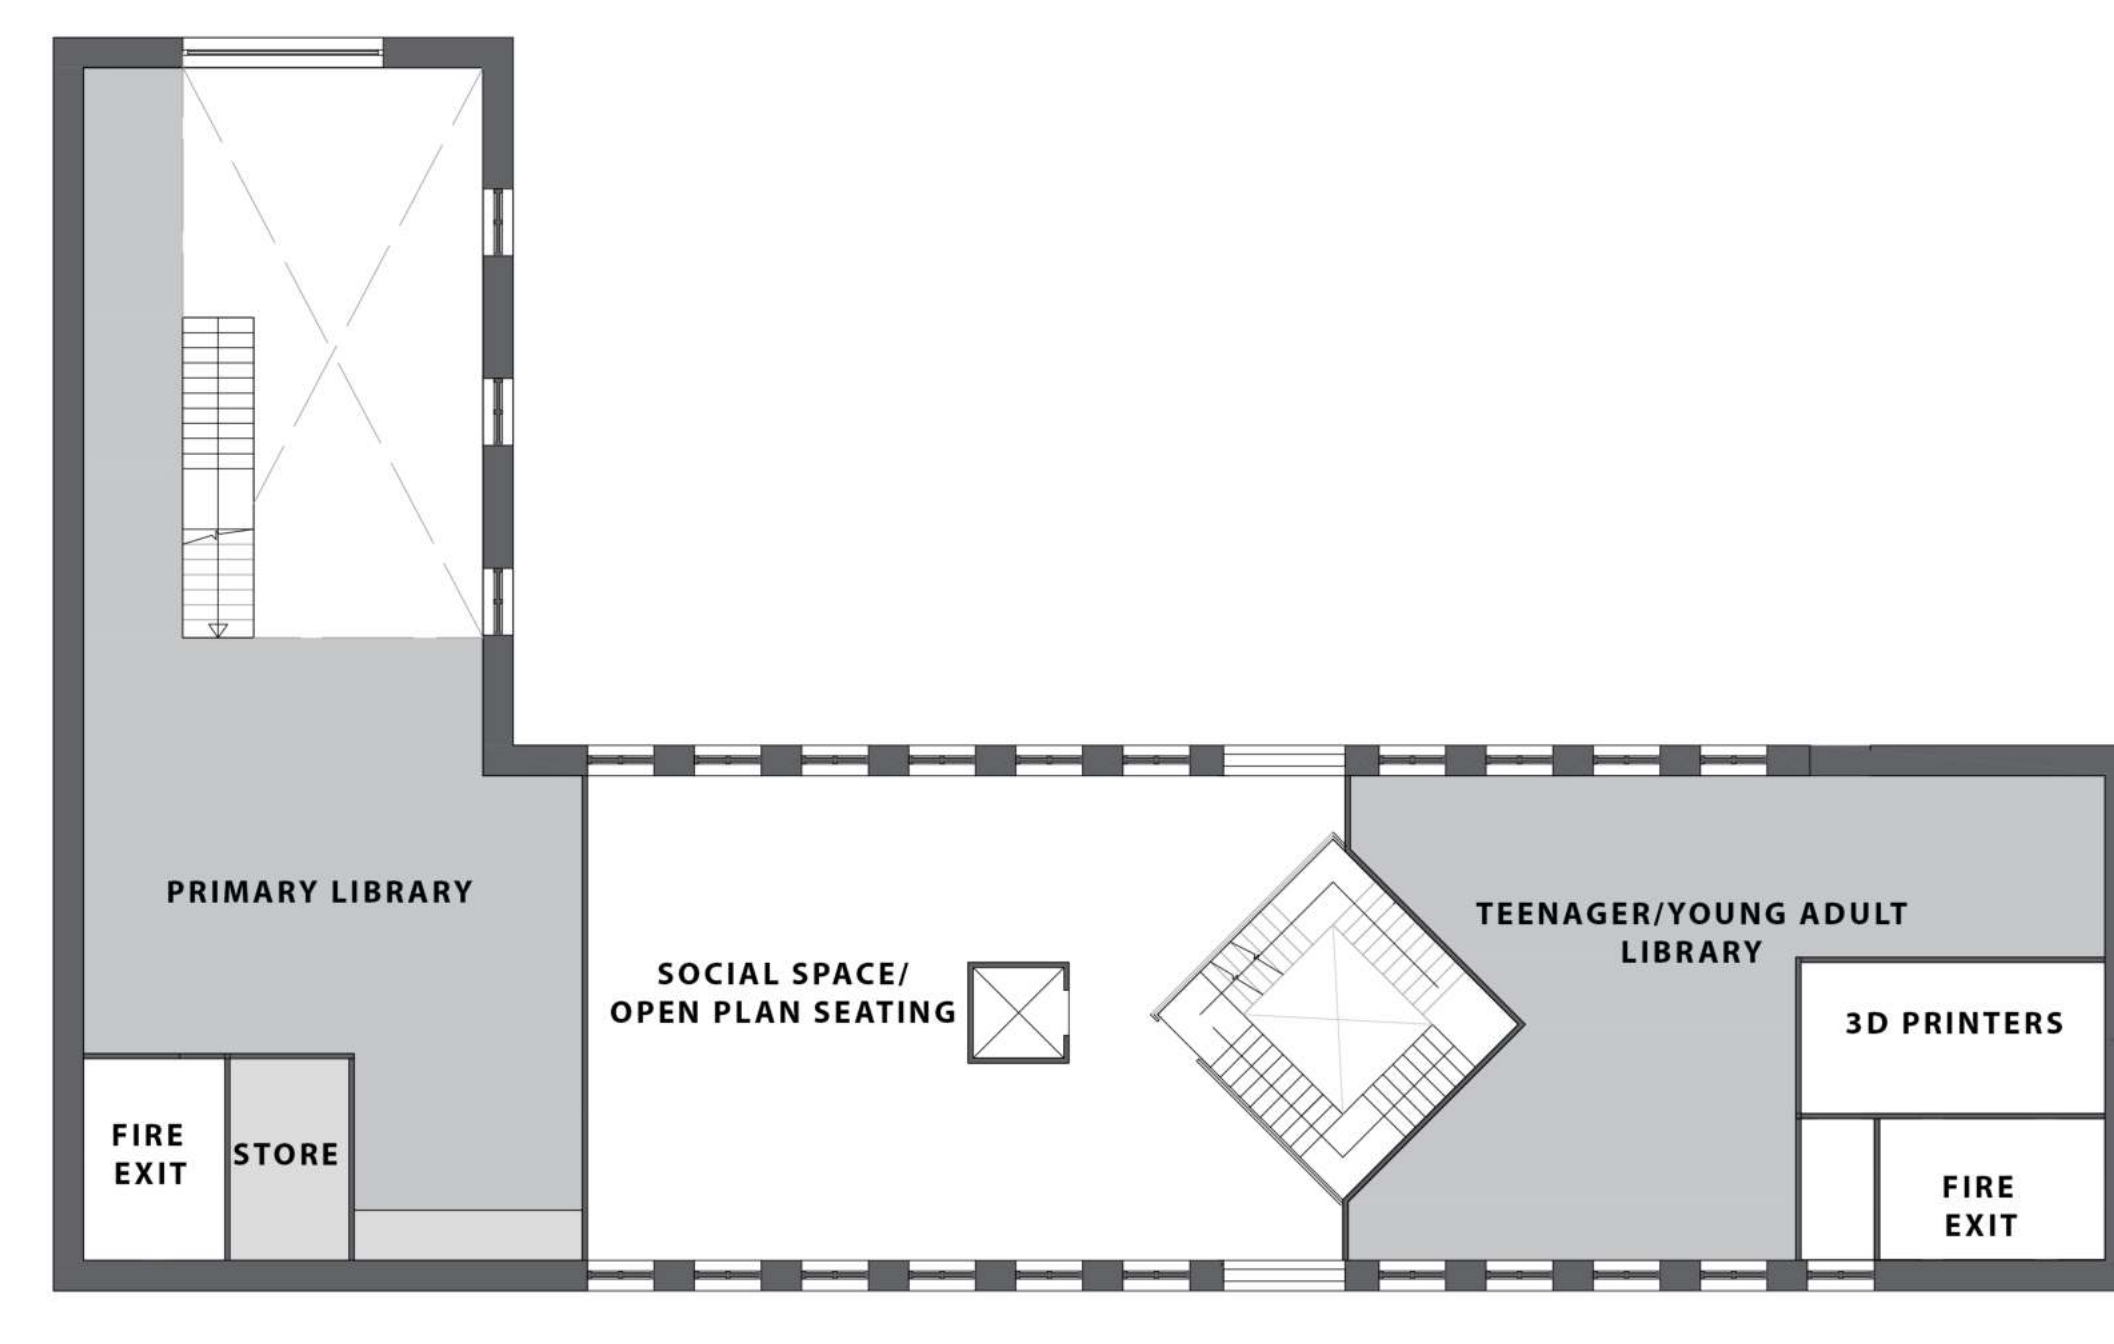 PRIMARY LIBRARY
SOCIAL SPACE/
OPEN PLAN SEATING
TEENAGER/YOUNG ADULT
LIBRARY
3D PRINTERS
FIRE
EXIT
STORE
FIRE
EXIT